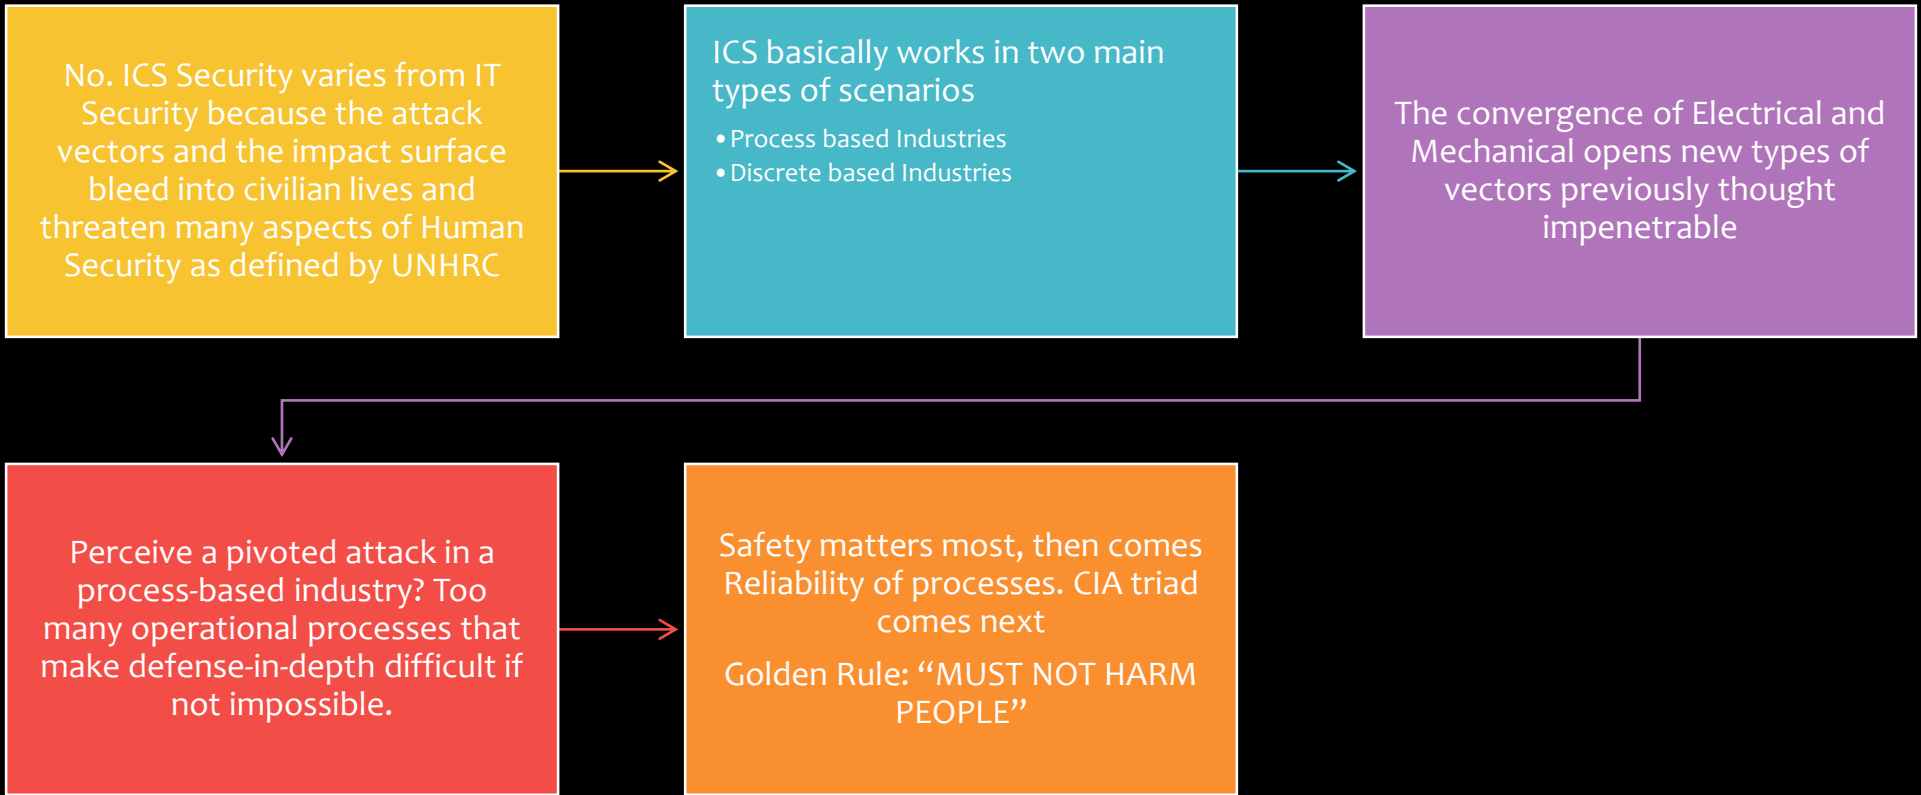 No. ICS Security varies from IT
Security because the attack
vectors and the impact surface
bleed into civilian lives and
threaten many aspects of Human
Security as defined by UNHRC
ICS basically works in two main
types of scenarios
•Process based Industries
•Discrete based Industries
The convergence of Electrical and
Mechanical opens new types of
vectors previously thought
impenetrable
Perceive a pivoted attack in a
process-based industry? Too
many operational processes that
make defense-in-depth difficult if
not impossible.
Safety matters most, then comes
Reliability of processes. CIA triad
comes next
Golden Rule: “MUST NOT HARM
PEOPLE”